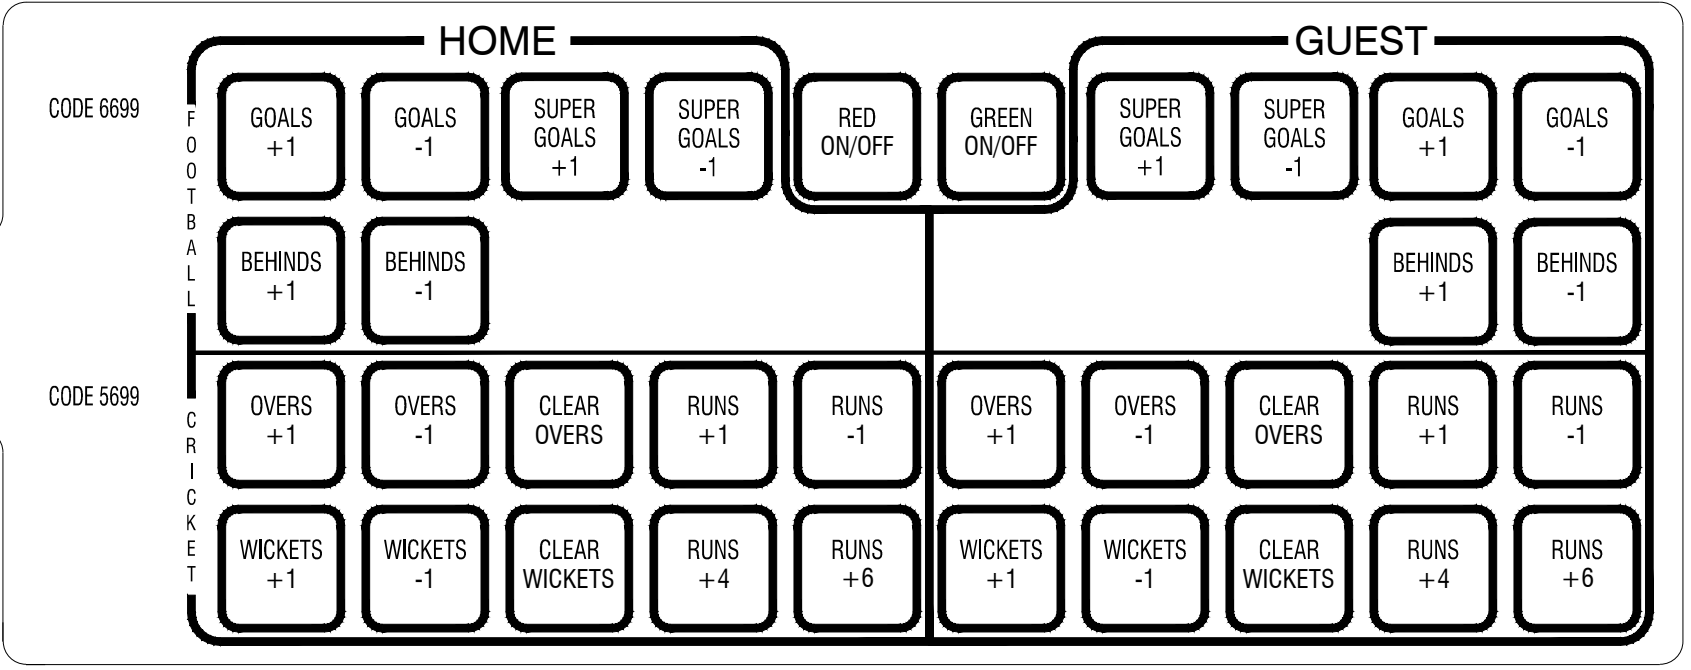 HOME
GUEST
CODE 6699
FOOTBALL
GOALS
+1
GOALS
-1
SUPER
GOALS
+1
SUPER
GOALS
-1
RED
ON/OFF
GREEN
ON/OFF
SUPER
GOALS
+1
SUPER
GOALS
-1
GOALS
+1
GOALS
-1
BEHINDS
+1
BEHINDS
-1
BEHINDS
+1
BEHINDS
-1
CODE 5699
CRICKET
OVERS
+1
OVERS
-1
CLEAR
OVERS
RUNS
+1
RUNS
-1
OVERS
+1
OVERS
-1
CLEAR
OVERS
RUNS
+1
RUNS
-1
WICKETS
+1
WICKETS
-1
CLEAR
WICKETS
RUNS
+4
RUNS
+6
WICKETS
+1
WICKETS
-1
CLEAR
WICKETS
RUNS
+4
RUNS
+6